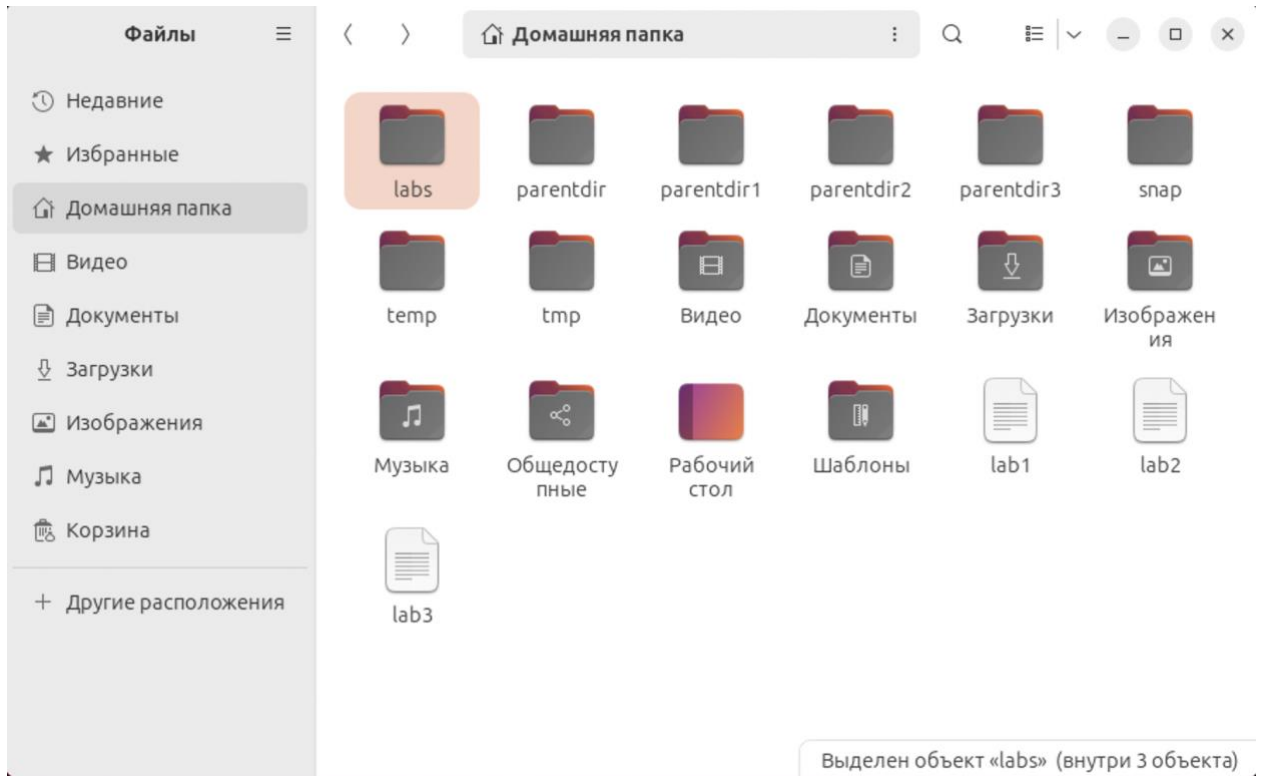 Файлы
Домашняя папка
Недавние
Избранные
Домашняя папка
Видео
Документы
Загрузки
Изображения
Музыка
Корзина
Другие расположения
labs
parentdir
parentdir1
parentdir2
parentdir3
snap
temp
tmp
Видео
Документы
Загрузки
Изображен
ия
Музыка
Общедосту
пные
Рабочий
стол
Шаблоны
lab1
lab2
lab3
Выделен объект «labs» (внутри 3 объекта)